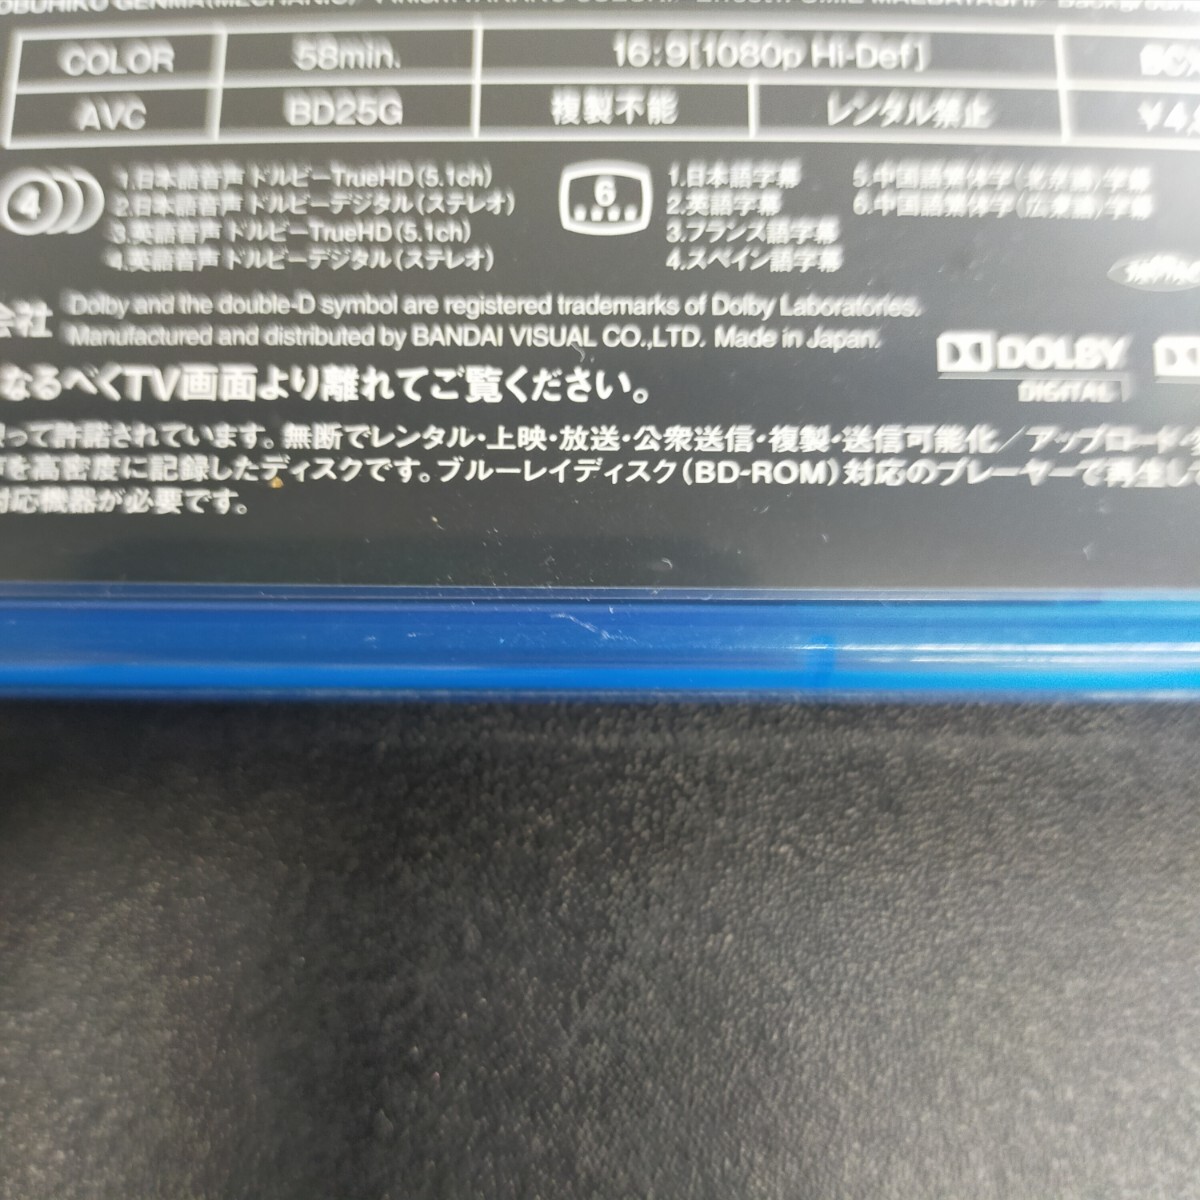 COLOR 58min. 16:9[1080p Hi-Def]
AVC BD25G 複製不能 レンタル禁止 ¥4,
4
1.日本語音声 ドルビーTrueHD(5.1ch)
2.日本語音声 ドルビーデジタル(ステレオ)
3.英語音声 ドルビーTrueHD(5.1ch)
4.英語音声 ドルビーデジタル(ステレオ)
6
1.日本語字幕
2.英語字幕
3.フランス語字幕
4.スペイン語字幕
5.中国語繁体字(北京語)字幕
6.中国語繁体字(広東語)字幕
会社
Dolby and the double-D symbol are registered trademarks of Dolby Laboratories.
Manufactured and distributed by BANDAI VISUAL CO.,LTD. Made in Japan.
DOLBY
DIGITAL
なるべくTV画面より離れてご覧ください。
って許諾されています。無断でレンタル・上映・放送・公衆送信・複製・送信可能化/アップロード・
を高密度に記録したディスクです。ブルーレイディスク(BD-ROM)対応のプレーヤーで再生し
対応機器が必要です。